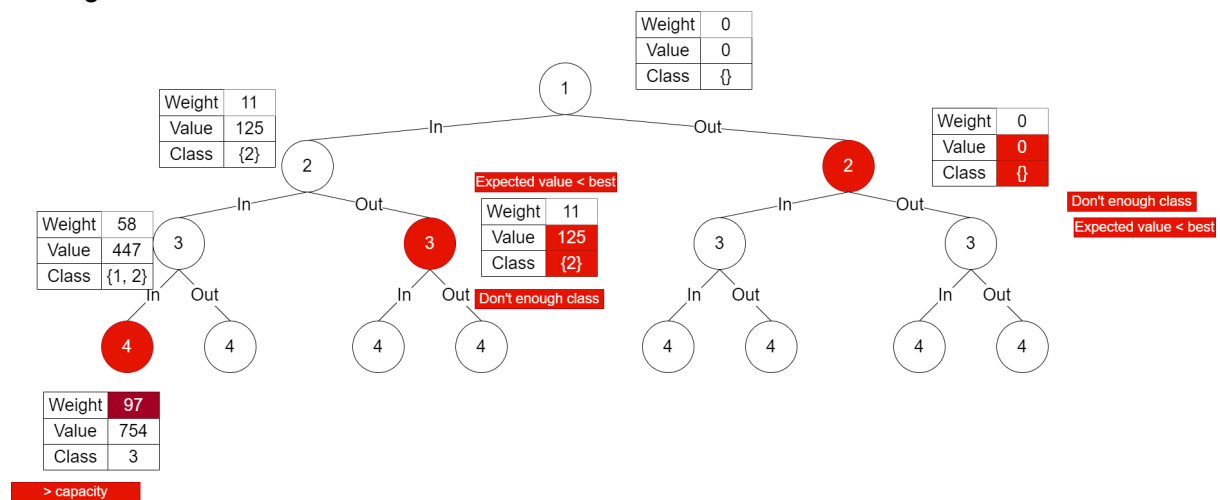 Weight 0
Value 0
Class {}
1
Weight 11
Value 125
Class {2}
In
Out
Weight 0
Value 0
Class {}
2
2
Expected value < best
Don't enough class
Expected value < best
In
Out
In
Out
Weight 11
Value 125
Class {2}
Weight 58
Value 447
Class {1, 2}
3
3
3
3
Don't enough class
In
Out
In
Out
In
Out
In
Out
4
4
4
4
4
4
4
4
Weight 97
Value 754
Class 3
> capacity